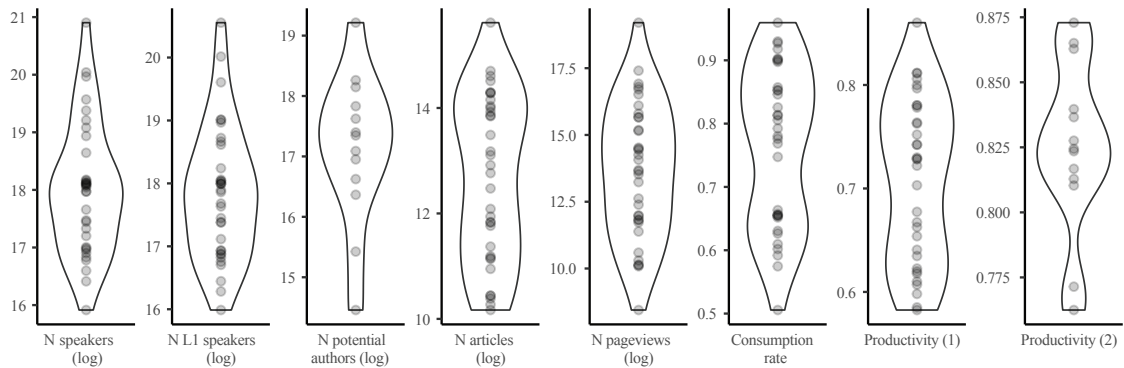 21
20
19
18
17
16
N speakers
(log)
20
19
18
17
16
N L1 speakers
(log)
19
18
17
16
15
N potential
authors (log)
14
12
10
N articles
(log)
17.5
15.0
12.5
10.0
N pageviews
(log)
0.9
0.8
0.7
0.6
0.5
Consumption
rate
0.8
0.7
0.6
Productivity (1)
0.875
0.850
0.825
0.800
0.775
Productivity (2)